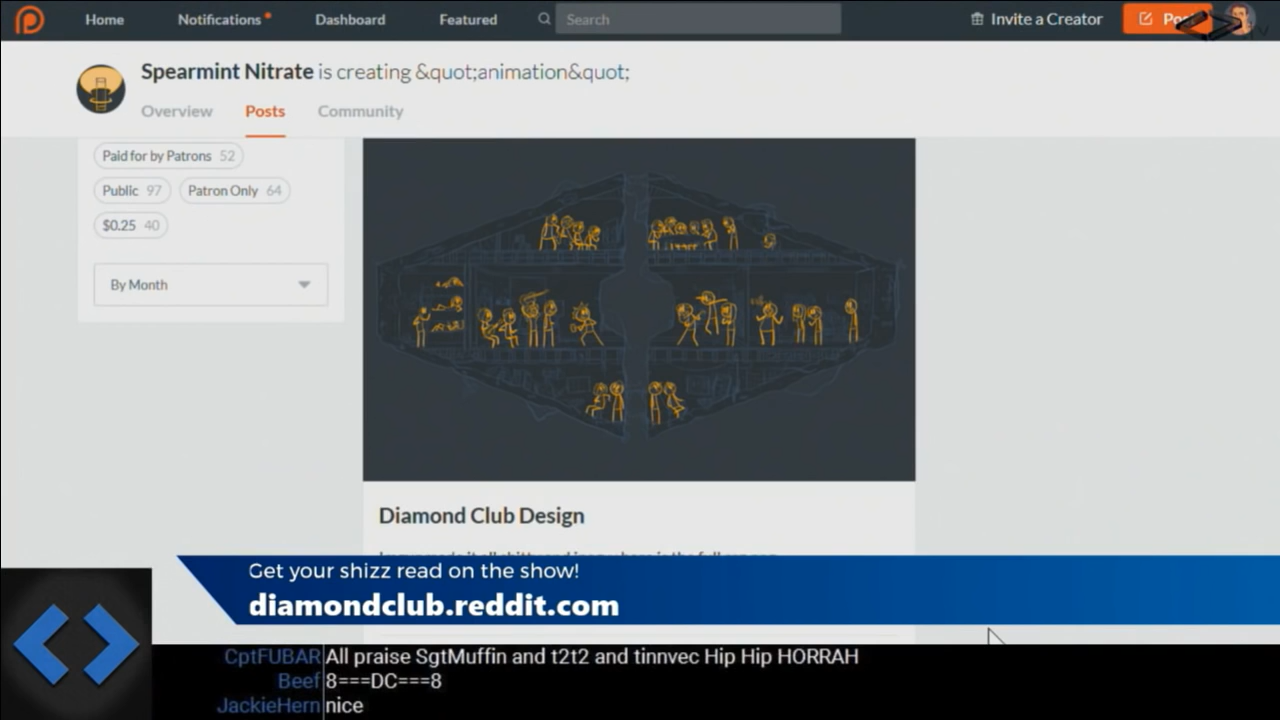 Home Notifications Dashboard Featured Search Invite a Creator
Spearmint Nitrate is creating &quot;animation&quot;
Overview Posts Community
Paid for by Patrons 52
Public 97 Patron Only 64
$0.25 40
By Month
Diamond Club Design
Get your shizz read on the show!
diamondclub.reddit.com
CptFUBAR All praise SgtMuffin and t2t2 and tinnvec Hip Hip HORRAH
Beef 8===DC===8
JackieHern nice